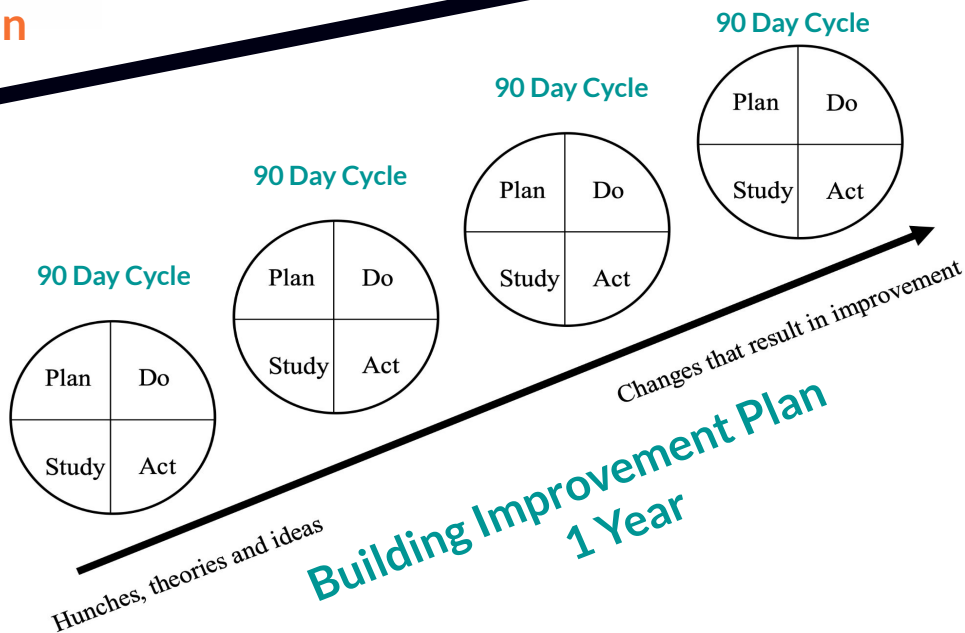 n
90 Day Cycle
Plan Do
Study Act
90 Day Cycle
Plan Do
Study Act
90 Day Cycle
Plan Do
Study Act
90 Day Cycle
Plan Do
Study Act
Hunches, theories and ideas
Changes that result in improvement
Building Improvement Plan
1 Year